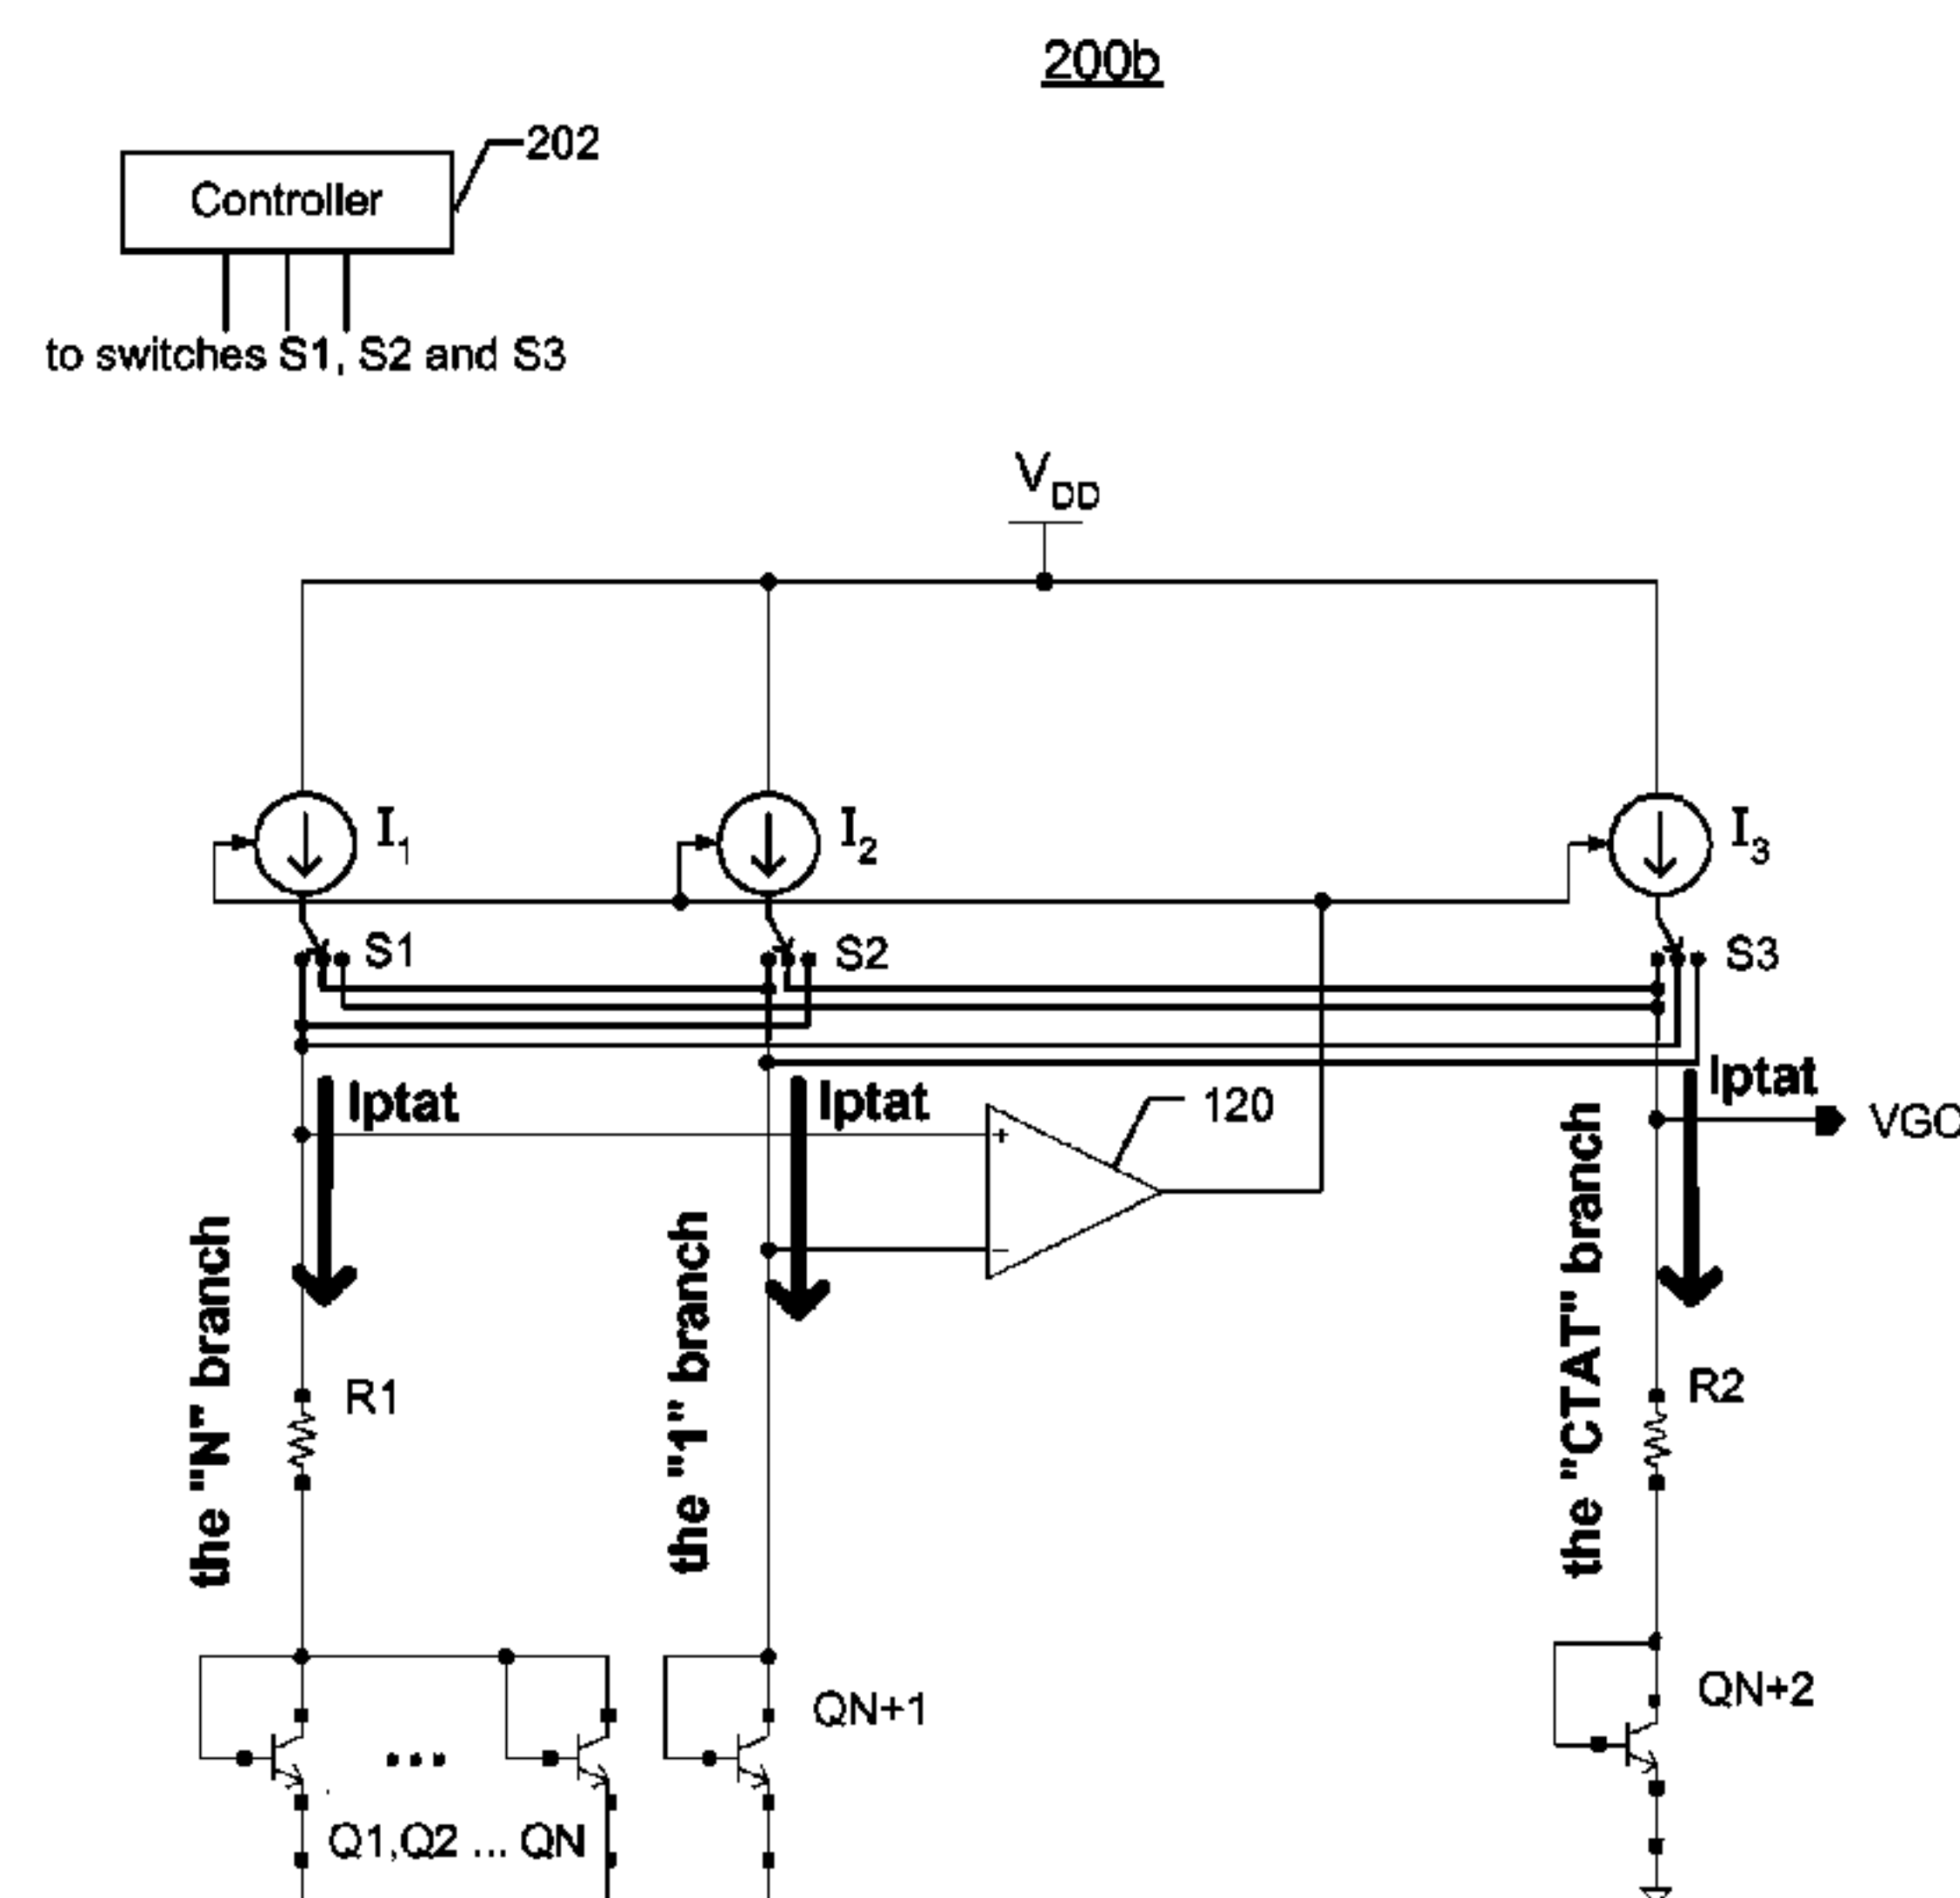 200b
202
Controller
to switches S1, S2 and S3
VDD
I1
I2
I3
S1
S2
S3
Iptat
Iptat
Iptat
120
+
−
the "N" branch
the "1" branch
the "CTAT" branch
R1
R2
QN+1
QN+2
...
Q1,Q2 ... QN